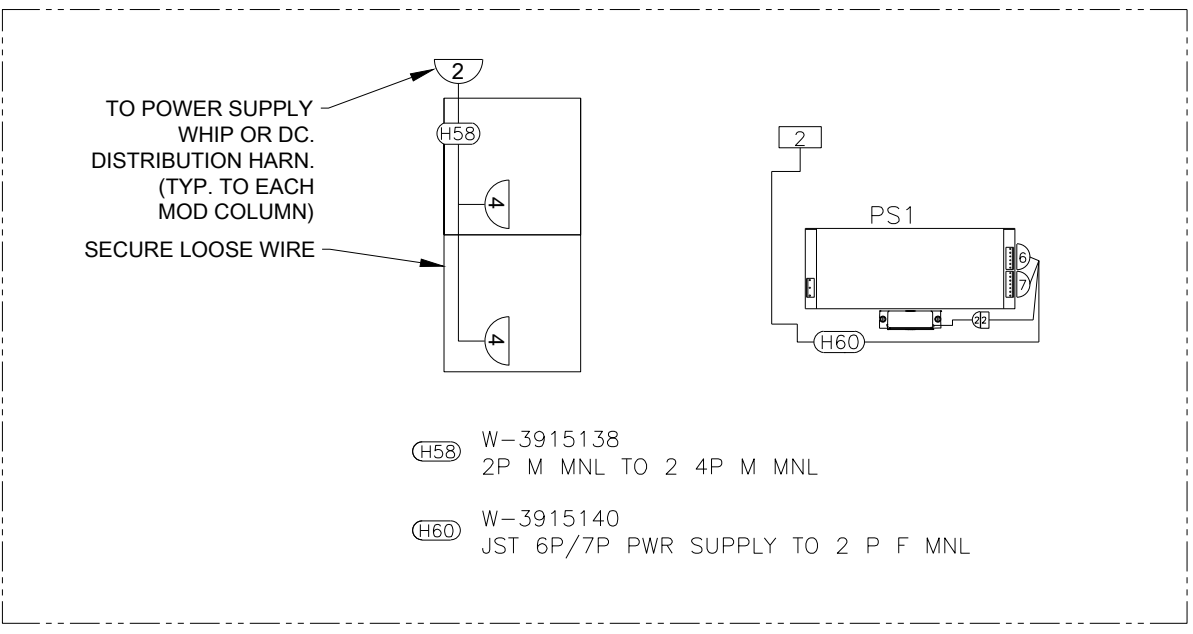 2
TO POWER SUPPLY
WHIP OR DC.
DISTRIBUTION HARN.
(TYP. TO EACH
MOD COLUMN)
H58
4
SECURE LOOSE WIRE
4
2
PS1
6
7
22
H60
H58
W-3915138
2P M MNL TO 2 4P M MNL
H60
W-3915140
JST 6P/7P PWR SUPPLY TO 2 P F MNL